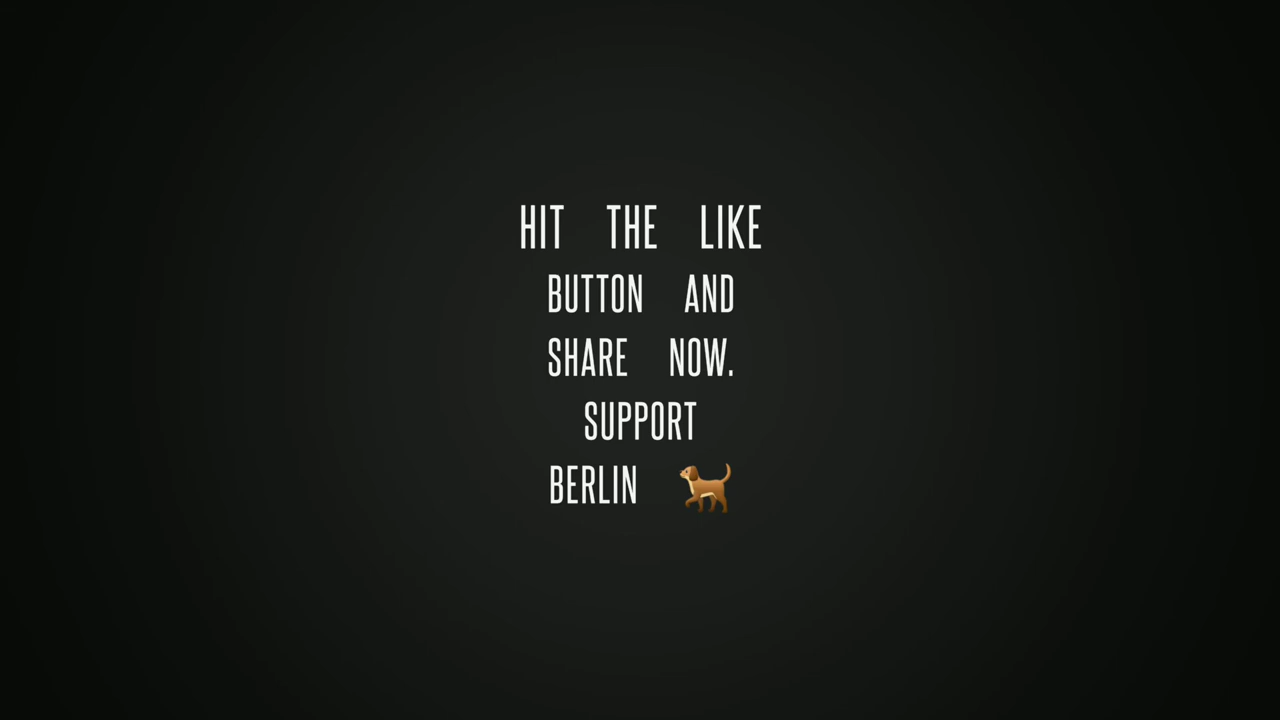 HIT THE LIKE
BUTTON AND
SHARE NOW.
SUPPORT
BERLIN 🐕